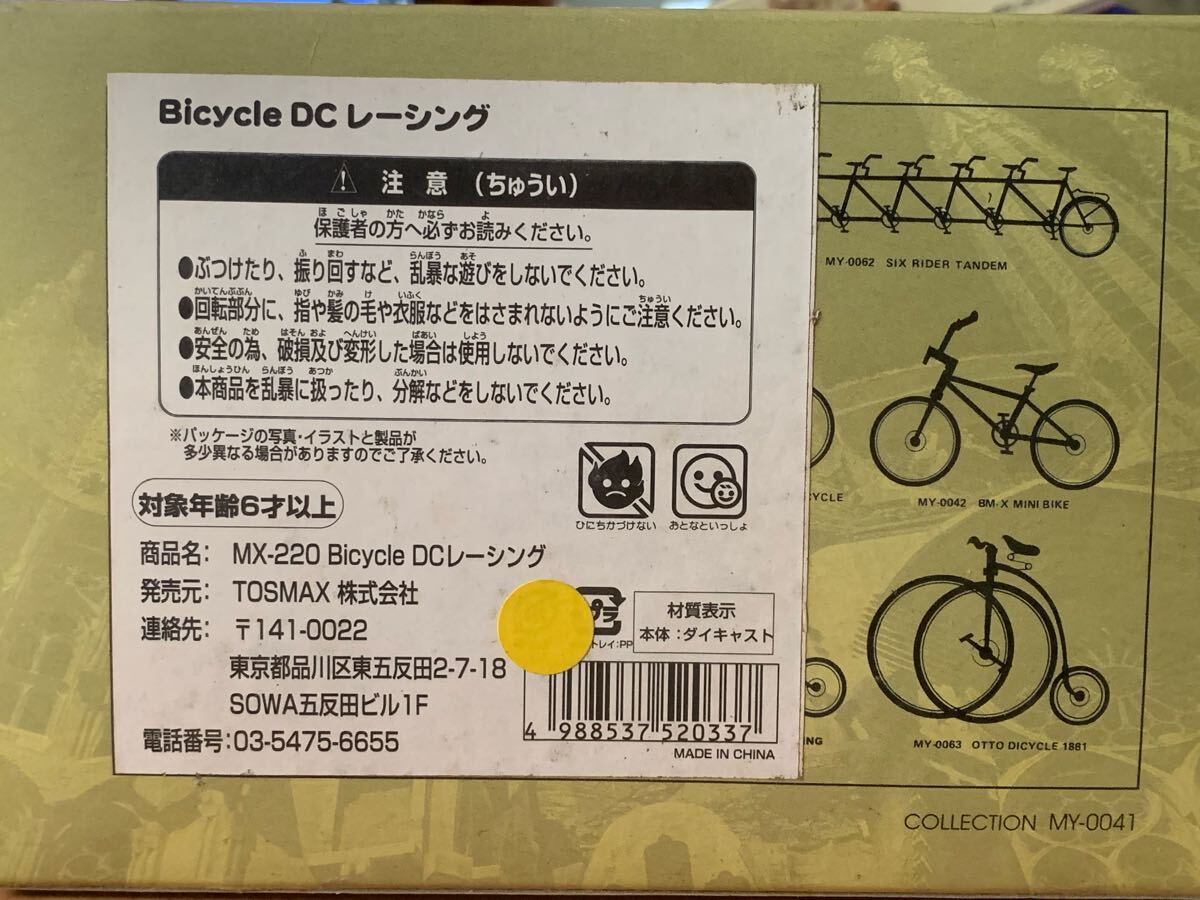 Bicycle DC レーシング
注 意 (ちゅうい)
保護者の方へ必ずお読みください。
●ぶつけたり、振り回すなど、乱暴な遊びをしないでください。
●回転部分に、指や髪の毛や衣服などをはさまれないようにご注意ください。
●安全の為、破損及び変形した場合は使用しないでください。
●本商品を乱暴に扱ったり、分解などをしないでください。
※パッケージの写真・イラストと製品が
多少異なる場合がありますのでご了承ください。
ひにちかづけない
おとなといっしょ
対象年齢6才以上
商品名: MX-220 Bicycle DCレーシング
発売元: TOSMAX 株式会社
連絡先: 〒141-0022
東京都品川区東五反田2-7-18
SOWA五反田ビル1F
電話番号:03-5475-6655
プラ
トレイ:PP
材質表示
本体:ダイキャスト
4 988537 520337
MADE IN CHINA
MY-0062 SIX RIDER TANDEM
CYCLE
MY-0042 BM-X MINI BIKE
NG
MY-0063 OTTO DICYCLE 1881
COLLECTION MY-0041